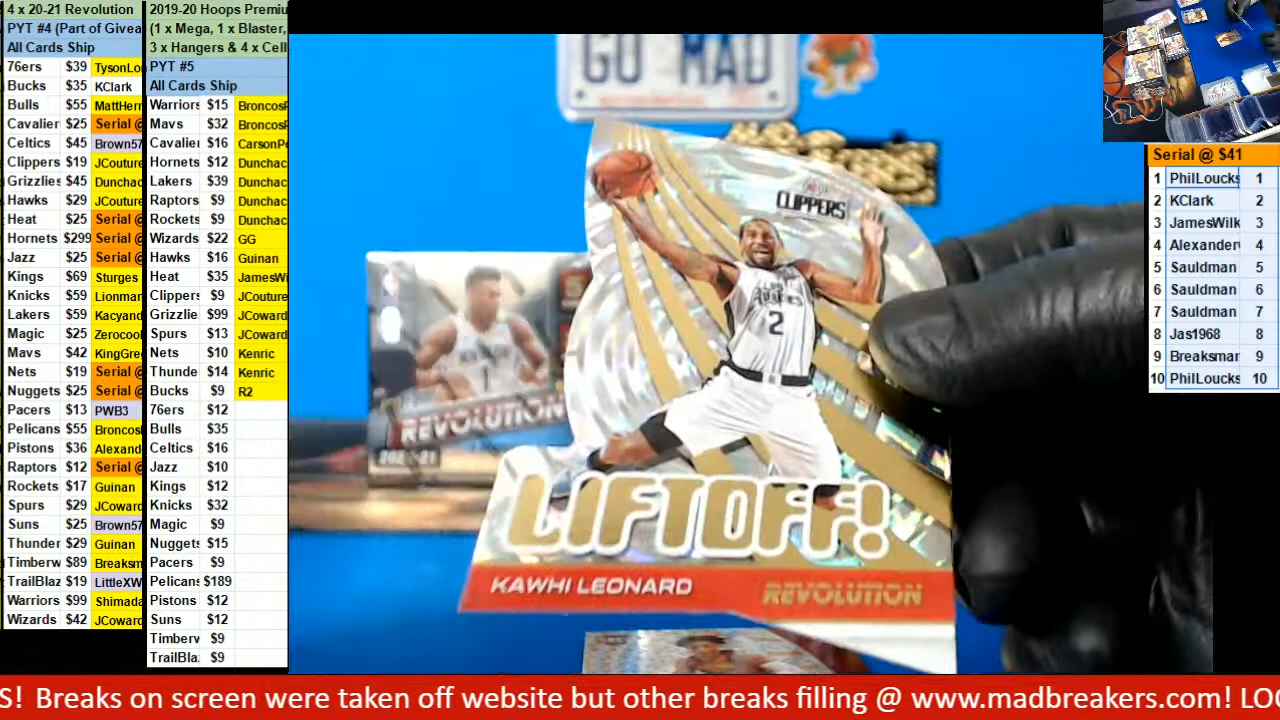 4 x 20-21 Revolution
PYT #4 (Part of Givea
All Cards Ship
76ers $39 TysonLo
Bucks $35 KClark
Bulls $55 MattHern
Cavalier $25 Serial @
Celtics $45 Brown57
Clippers $19 JCouture
Grizzlies $45 Dunchac
Hawks $29 JCouture
Heat $25 Serial @
Hornets $299 Serial @
Jazz $25 Serial @
Kings $69 Sturges
Knicks $59 Lionman
Lakers $59 Kacyand
Magic $25 Zerocool
Mavs $42 KingGre
Nets $19 Serial @
Nuggets $25 Serial @
Pacers $13 PWB3
Pelicans $55 Broncos
Pistons $36 Alexand
Raptors $12 Serial @
Rockets $17 Guinan
Spurs $29 JCoward
Suns $25 Brown57
Thunder $29 Guinan
Timberw $89 Breaksm
TrailBlaz $19 LittleXW
Warriors $99 Shimada
Wizards $42 JCoward
2019-20 Hoops Premiu
(1 x Mega, 1 x Blaster,
3 x Hangers & 4 x Cell
PYT #5
All Cards Ship
Warriors $15 BroncosF
Mavs $32 BroncosF
Cavalier $16 CarsonPe
Hornets $12 Dunchac
Lakers $39 Dunchac
Raptors $9 Dunchac
Rockets $9 Dunchac
Wizards $22 GG
Hawks $16 Guinan
Heat $35 JamesWi
Clippers $9 JCouture
Grizzlie $99 JCoward
Spurs $13 JCoward
Nets $10 Kenric
Thunde $14 Kenric
Bucks $9 R2
76ers $12
Bulls $35
Celtics $16
Jazz $10
Kings $12
Knicks $32
Magic $9
Nuggets $15
Pacers $9
Pelicans $189
Pistons $12
Suns $12
Timberw $9
TrailBla $9
GO MAD
CLIPPERS
2
REVOLUTION
LIFTOFF!
KAWHI LEONARD
REVOLUTION
Serial @ $41
1 PhilLoucks 1
2 KClark 2
3 JamesWilk 3
4 Alexander 4
5 Sauldman 5
6 Sauldman 6
7 Sauldman 7
8 Jas1968 8
9 Breaksman 9
10 PhilLoucks 10
S! Breaks on screen were taken off website but other breaks filling @ www.madbreakers.com! LOO